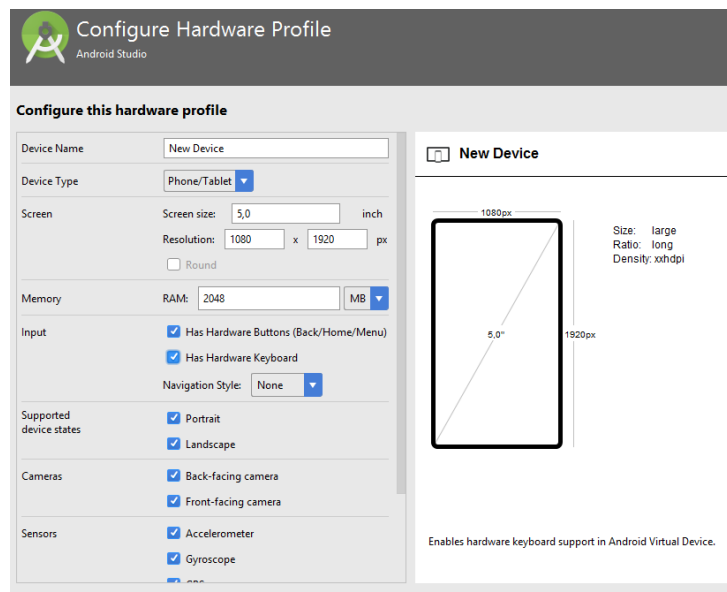 Configure Hardware Profile
Android Studio
Configure this hardware profile
Device Name New Device
Device Type Phone/Tablet
Screen Screen size: 5,0 inch
Resolution: 1080 x 1920 px
Round
Memory RAM: 2048 MB
Input Has Hardware Buttons (Back/Home/Menu)
Has Hardware Keyboard
Navigation Style: None
Supported
device states
Portrait
Landscape
Cameras Back-facing camera
Front-facing camera
Sensors Accelerometer
Gyroscope
New Device
1080px
Size: large
Ratio: long
Density: xxhdpi
5,0"
1920px
Enables hardware keyboard support in Android Virtual Device.